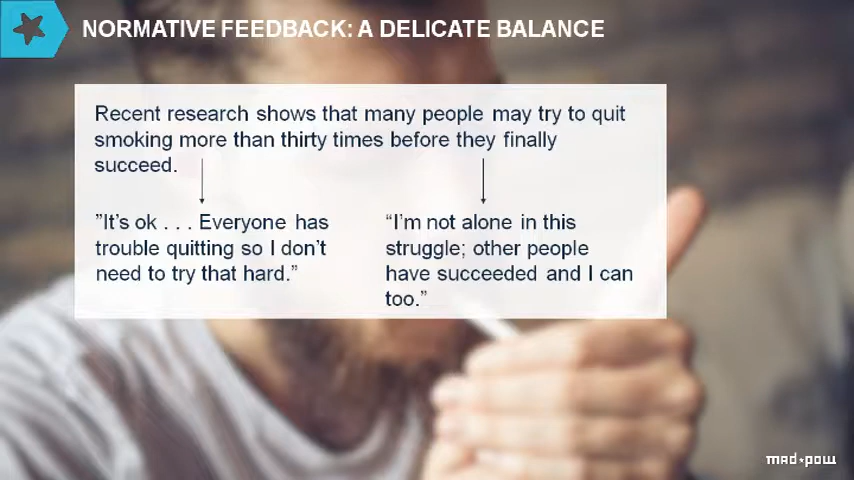 NORMATIVE FEEDBACK: A DELICATE BALANCE
Recent research shows that many people may try to quit
smoking more than thirty times before they finally
succeed.
”It’s ok . . . Everyone has
trouble quitting so I don’t
need to try that hard.”
“I’m not alone in this
struggle; other people
have succeeded and I can
too.”
mad*pow